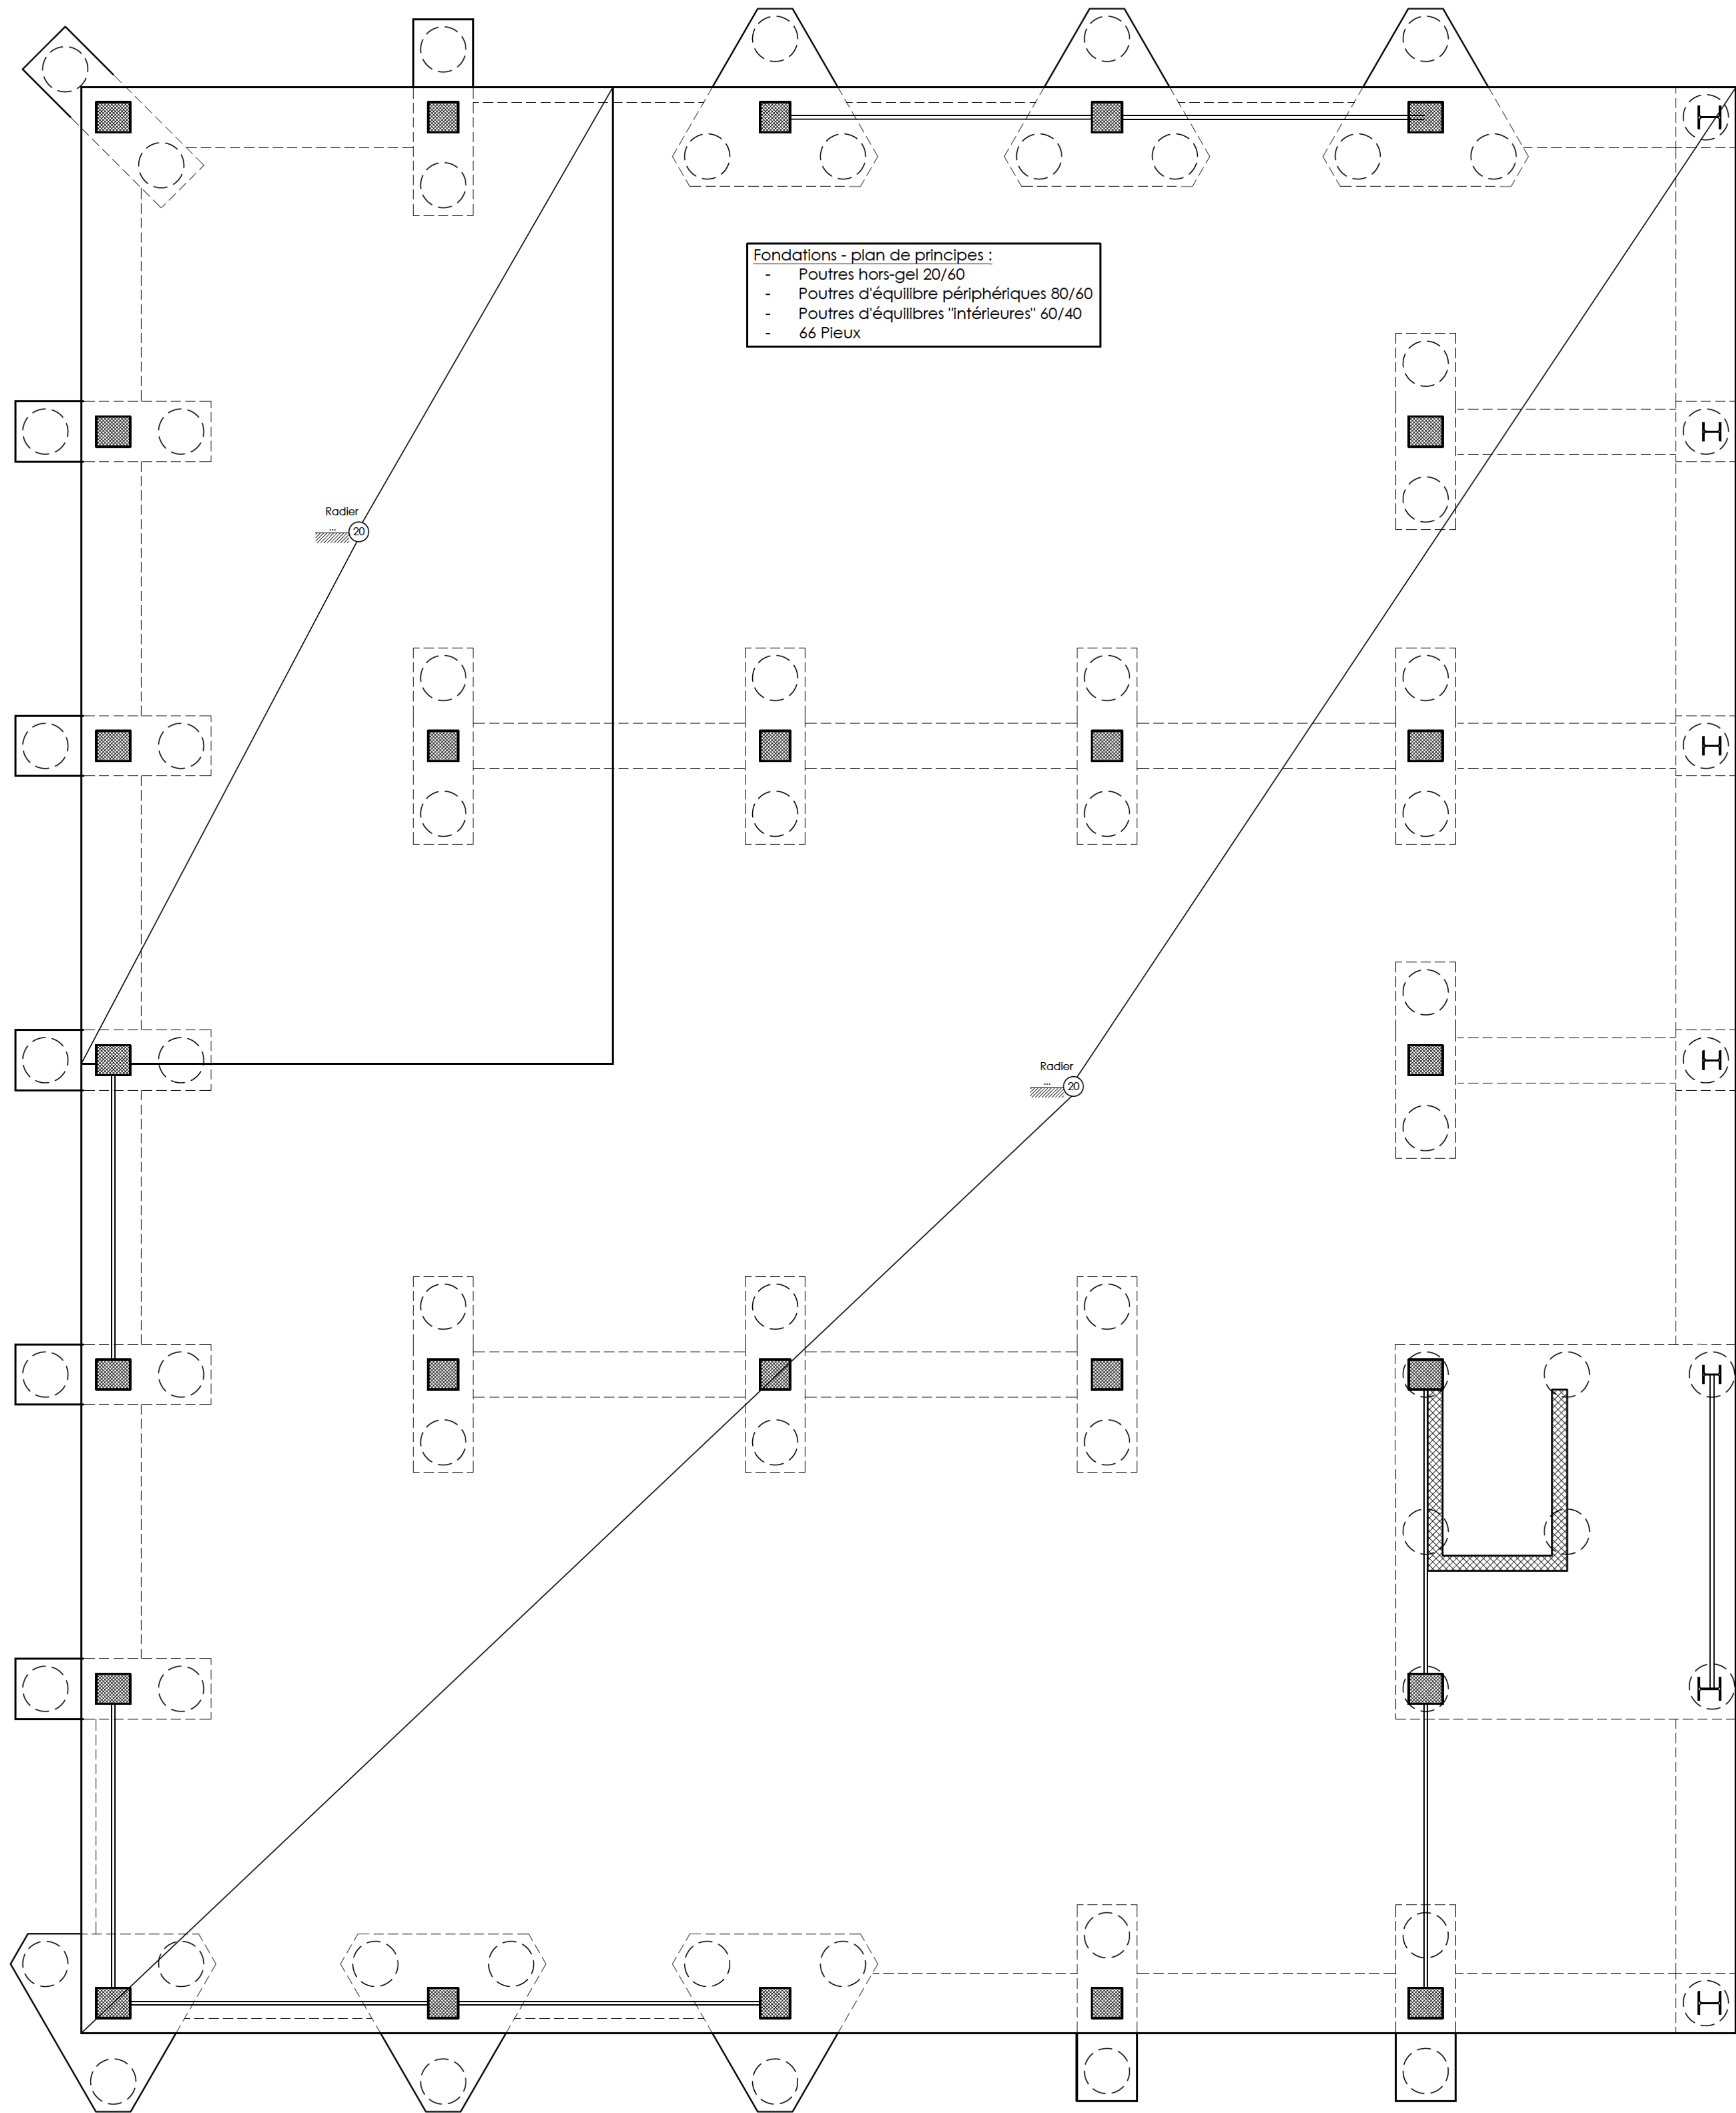 Fondations - plan de principes :
- Poutres hors-gel 20/60
- Poutres d'équilibre périphériques 80/60
- Poutres d'équilibres "intérieures" 60/40
- 66 Pieux
Radier
... 20
Radier
... 20